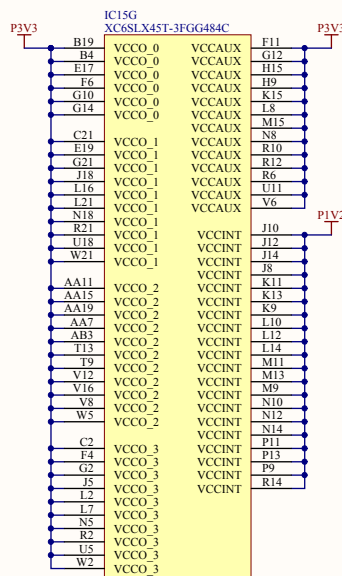 IC15G
XC6SLX45T-3FGG484C
P3V3 P3V3
B19 VCCO_0 VCCAUX F11
B4 VCCO_0 VCCAUX G12
E17 VCCO_0 VCCAUX H15
F6 VCCO_0 VCCAUX H9
G10 VCCO_0 VCCAUX K15
G14 VCCO_0 VCCAUX L8
VCCAUX M15
C21 VCCO_1 VCCAUX N8
E19 VCCO_1 VCCAUX R10
G21 VCCO_1 VCCAUX R12
J18 VCCO_1 VCCAUX R6
L16 VCCO_1 VCCAUX U11
L21 VCCO_1 VCCAUX V6
N18 VCCO_1
P1V2
R21 VCCO_1 VCCINT J10
U18 VCCO_1 VCCINT J12
W21 VCCO_1 VCCINT J14
VCCINT J8
AA11 VCCO_2 VCCINT K11
AA15 VCCO_2 VCCINT K13
AA19 VCCO_2 VCCINT K9
AA7 VCCO_2 VCCINT L10
AB3 VCCO_2 VCCINT L12
T13 VCCO_2 VCCINT L14
T9 VCCO_2 VCCINT M11
V12 VCCO_2 VCCINT M13
V16 VCCO_2 VCCINT M9
V8 VCCO_2 VCCINT N10
W5 VCCO_2 VCCINT N12
VCCINT N14
C2 VCCO_3 VCCINT P11
F4 VCCO_3 VCCINT P13
G2 VCCO_3 VCCINT P9
J5 VCCO_3 VCCINT R14
L2 VCCO_3
L7 VCCO_3
N5 VCCO_3
R2 VCCO_3
U5 VCCO_3
W2 VCCO_3